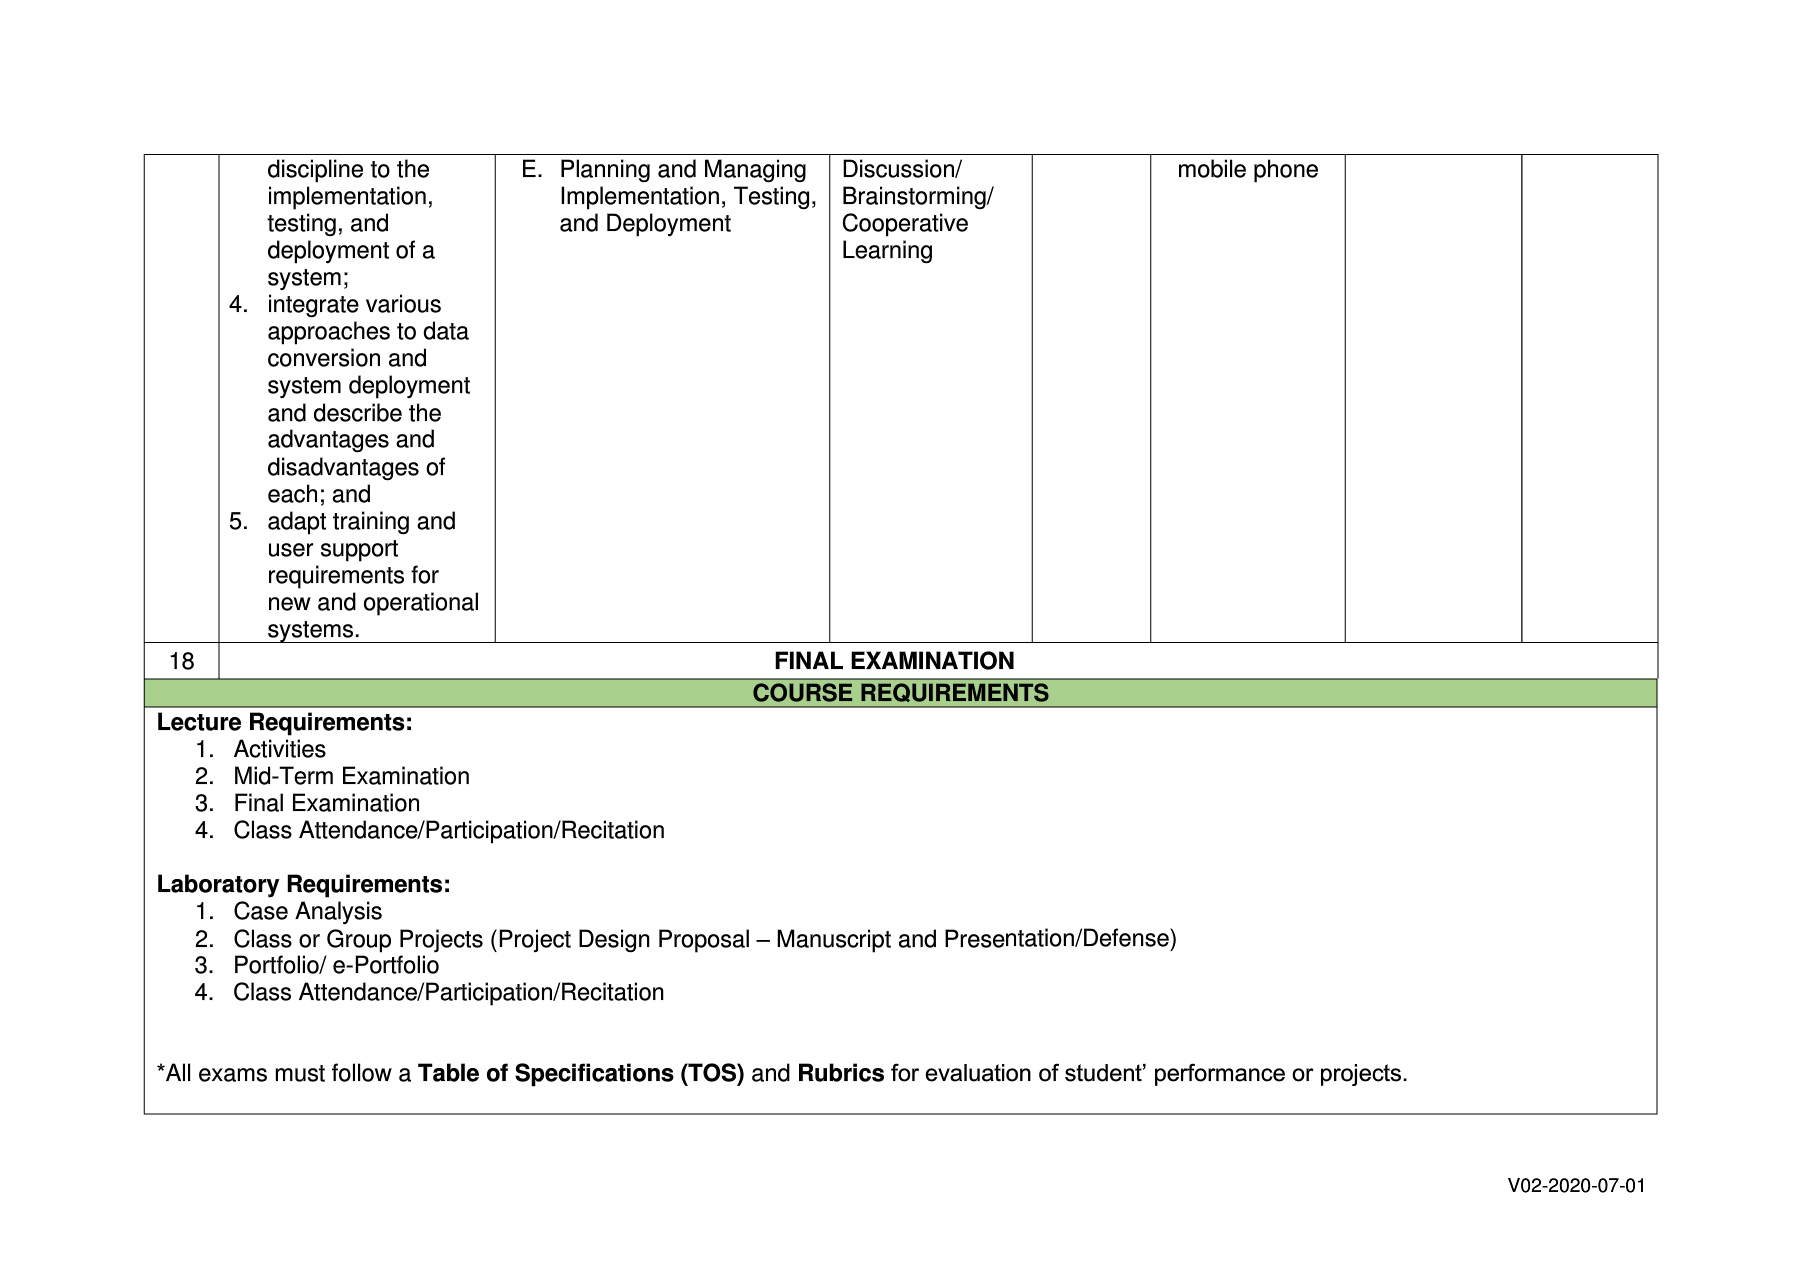 discipline to the
implementation,
testing, and
deployment of a
system;
4. integrate various
approaches to data
conversion and
system deployment
and describe the
advantages and
disadvantages of
each; and
5. adapt training and
user support
requirements for
new and operational
systems.
E. Planning and Managing
Implementation, Testing,
and Deployment
Discussion/
Brainstorming/
Cooperative
Learning
mobile phone
18 FINAL EXAMINATION
COURSE REQUIREMENTS
Lecture Requirements:
1. Activities
2. Mid-Term Examination
3. Final Examination
4. Class Attendance/Participation/Recitation
Laboratory Requirements:
1. Case Analysis
2. Class or Group Projects (Project Design Proposal – Manuscript and Presentation/Defense)
3. Portfolio/ e-Portfolio
4. Class Attendance/Participation/Recitation
*All exams must follow a Table of Specifications (TOS) and Rubrics for evaluation of student’ performance or projects.
V02-2020-07-01